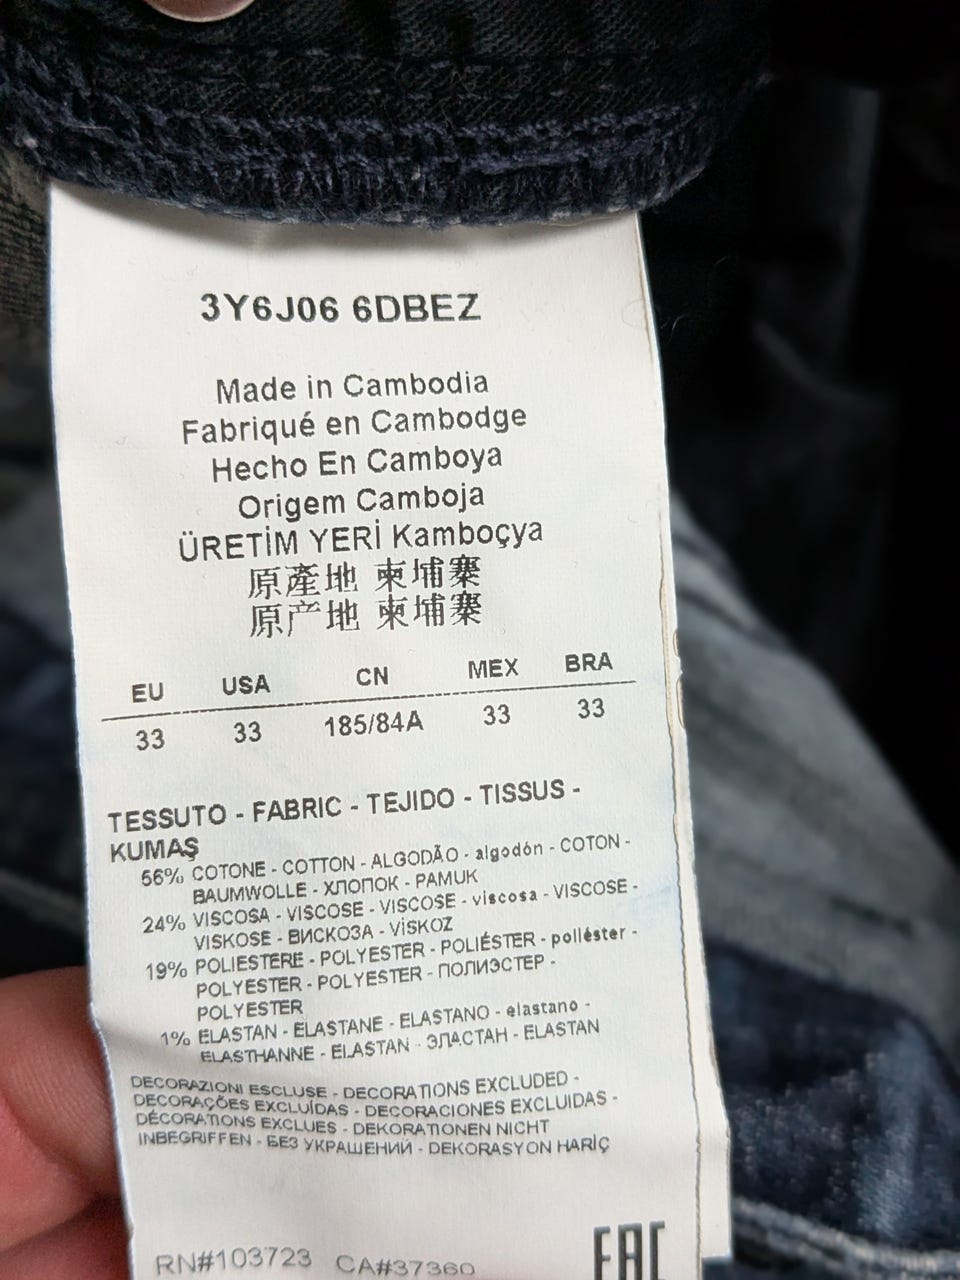 3Y6J06 6DBEZ
Made in Cambodia
Fabriqué en Cambodge
Hecho En Camboya
Origem Camboja
ÜRETİM YERİ Kamboçya
原產地 柬埔寨
原产地 柬埔寨
EU USA CN MEX BRA
33 33 185/84A 33 33
TESSUTO - FABRIC - TEJIDO - TISSUS -
KUMAŞ
56% COTONE - COTTON - ALGODÃO - algodón - COTON -
BAUMWOLLE - ХЛОПОК - PAMUK
24% VISCOSA - VISCOSE - VISCOSE - viscosa - VISCOSE -
VISKOSE - ВИСКОЗА - VİSKOZ
19% POLIESTERE - POLYESTER - POLIÉSTER - poliéster -
POLYESTER - POLYESTER - ПОЛИЭСТЕР -
POLYESTER
1% ELASTAN - ELASTANE - ELASTANO - elastano -
ELASTHANNE - ELASTAN - ЭЛАСТАН - ELASTAN
DECORAZIONI ESCLUSE - DECORATIONS EXCLUDED -
DECORAÇÕES EXCLUÍDAS - DECORACIONES EXCLUIDAS -
DÉCORATIONS EXCLUES - DEKORATIONEN NICHT
INBEGRIFFEN - БЕЗ УКРАШЕНИЙ - DEKORASYON HARİÇ
RN#103723 CA#37360
EAC